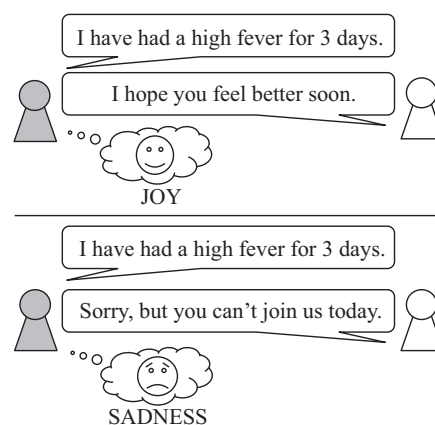 I have had a high fever for 3 days.
I hope you feel better soon.
JOY
I have had a high fever for 3 days.
Sorry, but you can’t join us today.
SADNESS